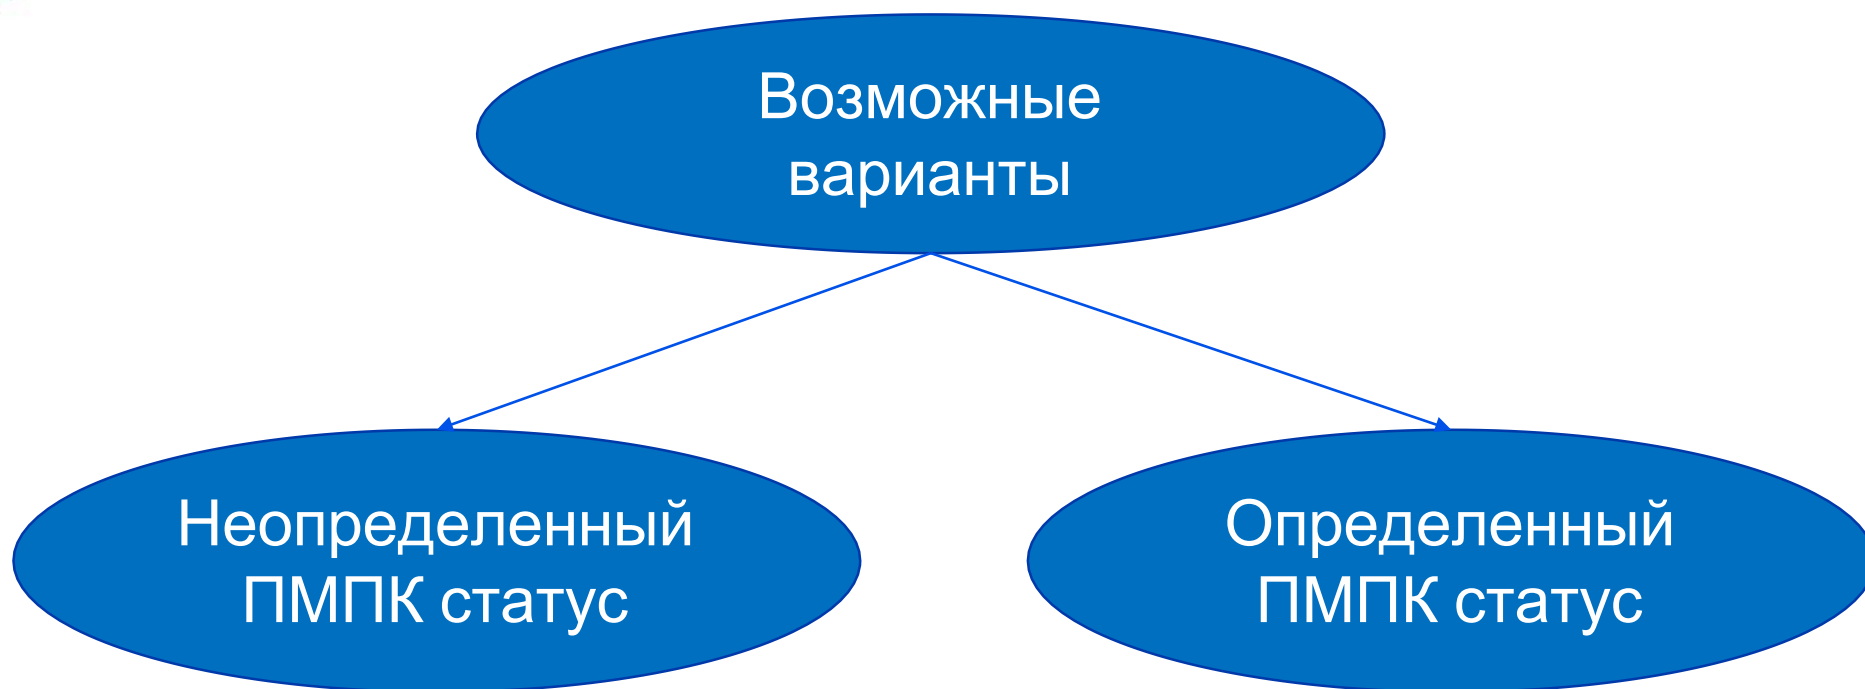 Возможные
варианты
Неопределенный
ПМПК статус
Определенный
ПМПК статус